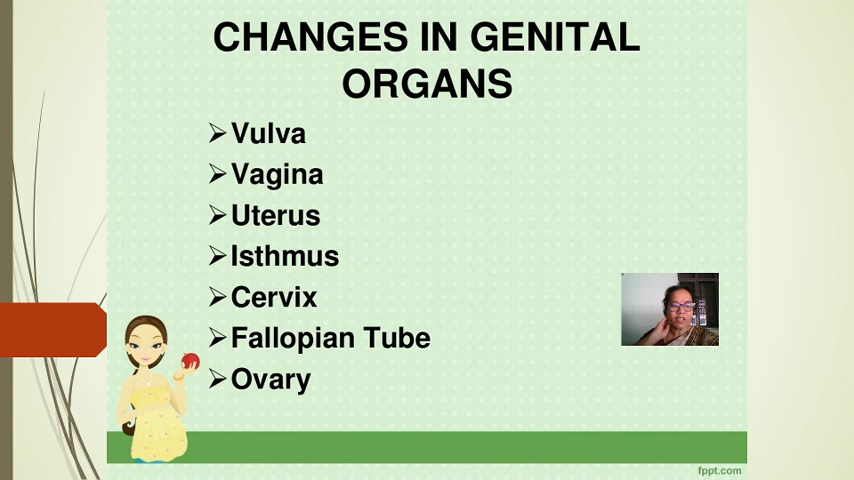 CHANGES IN GENITAL
ORGANS
➢Vulva
➢Vagina
➢Uterus
➢Isthmus
➢Cervix
➢Fallopian Tube
➢Ovary
fppt.com